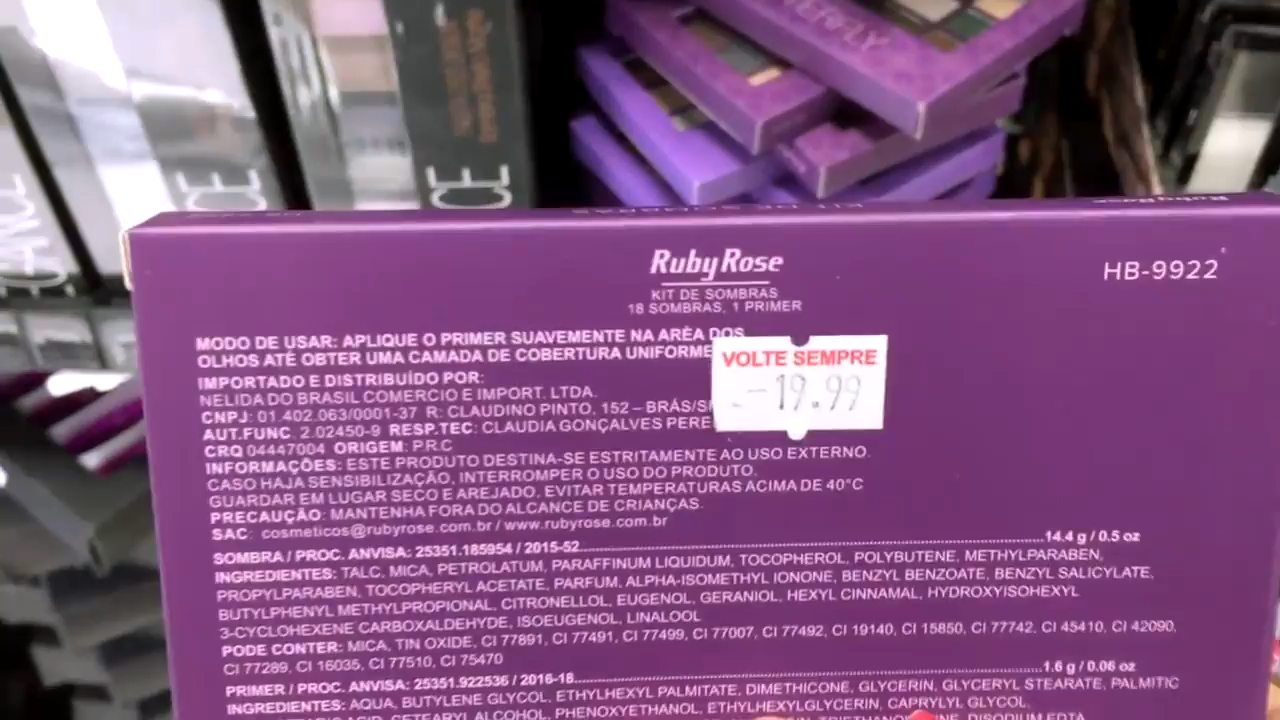 TERFLY
RubyRose
RubyRose
HB-9922
KIT DE SOMBRAS
18 SOMBRAS, 1 PRIMER
MODO DE USAR: APLIQUE O PRIMER SUAVEMENTE NA ARÊA DOS
OLHOS ATÉ OBTER UMA CAMADA DE COBERTURA UNIFORME
VOLTE SEMPRE
19.99
IMPORTADO E DISTRIBUÍDO POR:
NELIDA DO BRASIL COMERCIO E IMPORT. LTDA.
CNPJ: 01.402.063/0001-37 R: CLAUDINO PINTO, 152 – BRÁS/S
AUT.FUNC. 2.02450-9 RESP.TEC: CLAUDIA GONÇALVES PERE
CRQ 04447004 ORIGEM: PR.C
INFORMAÇÕES: ESTE PRODUTO DESTINA-SE ESTRITAMENTE AO USO EXTERNO.
CASO HAJA SENSIBILIZAÇÃO, INTERROMPER O USO DO PRODUTO.
GUARDAR EM LUGAR SECO E AREJADO. EVITAR TEMPERATURAS ACIMA DE 40°C
PRECAUÇÃO: MANTENHA FORA DO ALCANCE DE CRIANÇAS.
SAC: cosmeticos@rubyrose.com.br / www.rubyrose.com.br
SOMBRA / PROC. ANVISA: 25351.185954 / 2015-52 14.4 g / 0.5 oz
INGREDIENTES: TALC, MICA, PETROLATUM, PARAFFINUM LIQUIDUM, TOCOPHEROL, POLYBUTENE, METHYLPARABEN,
PROPYLPARABEN, TOCOPHERYL ACETATE, PARFUM, ALPHA-ISOMETHYL IONONE, BENZYL BENZOATE, BENZYL SALICYLATE,
BUTYLPHENYL METHYLPROPIONAL, CITRONELLOL, EUGENOL, GERANIOL, HEXYL CINNAMAL, HYDROXYISOHEXYL
3-CYCLOHEXENE CARBOXALDEHYDE, ISOEUGENOL, LINALOOL
PODE CONTER: MICA, TIN OXIDE, CI 77891, CI 77491, CI 77499, CI 77007, CI 77492, CI 19140, CI 15850, CI 77742, CI 45410, CI 42090,
CI 77289, CI 16035, CI 77510, CI 75470
PRIMER / PROC. ANVISA: 25351.922536 / 2016-18 1.6 g / 0.06 oz
INGREDIENTES: AQUA, BUTYLENE GLYCOL, ETHYLHEXYL PALMITATE, DIMETHICONE, GLYCERIN, GLYCERYL STEARATE, PALMITIC
CETEARYL ALCOHOL, PHENOXYETHANOL, ETHYLHEXYLGLYCERIN, CAPRYLYL GLYCOL,
DISODIUM EDTA